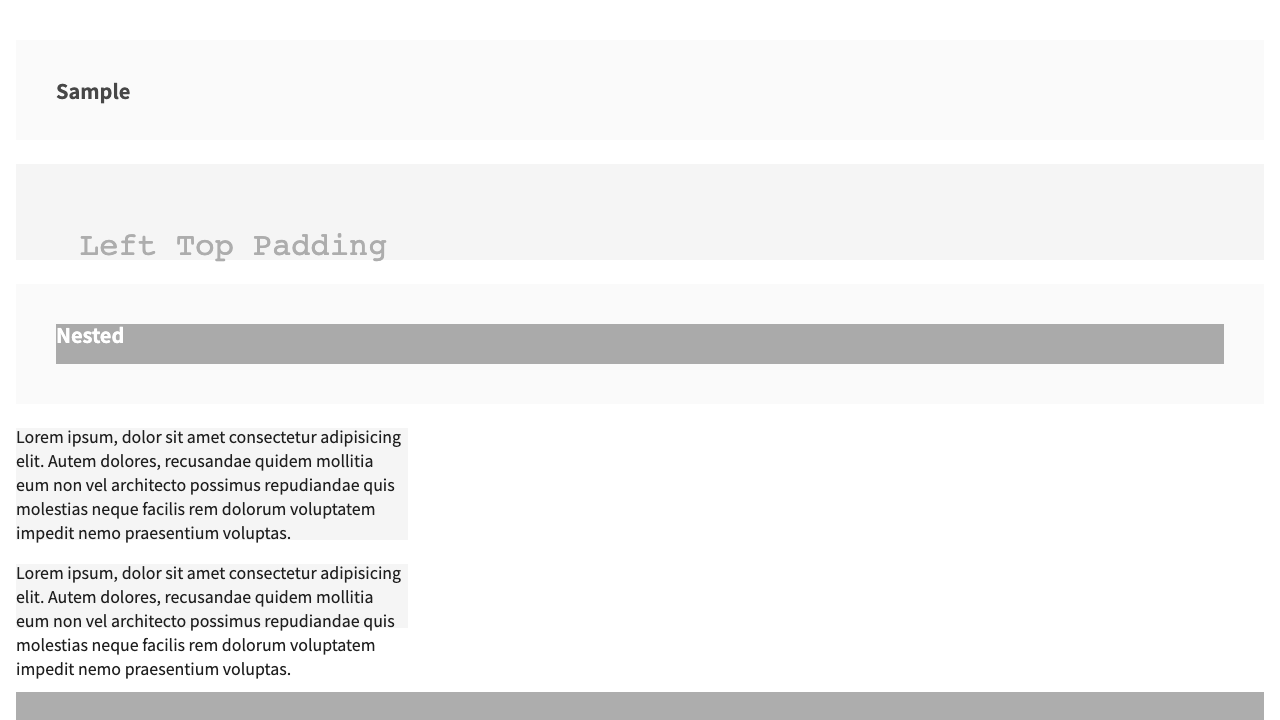 Sample
Left Top Padding
Nested
Lorem ipsum, dolor sit amet consectetur adipisicing
elit. Autem dolores, recusandae quidem mollitia
eum non vel architecto possimus repudiandae quis
molestias neque facilis rem dolorum voluptatem
impedit nemo praesentium voluptas.
Lorem ipsum, dolor sit amet consectetur adipisicing
elit. Autem dolores, recusandae quidem mollitia
eum non vel architecto possimus repudiandae quis
molestias neque facilis rem dolorum voluptatem
impedit nemo praesentium voluptas.